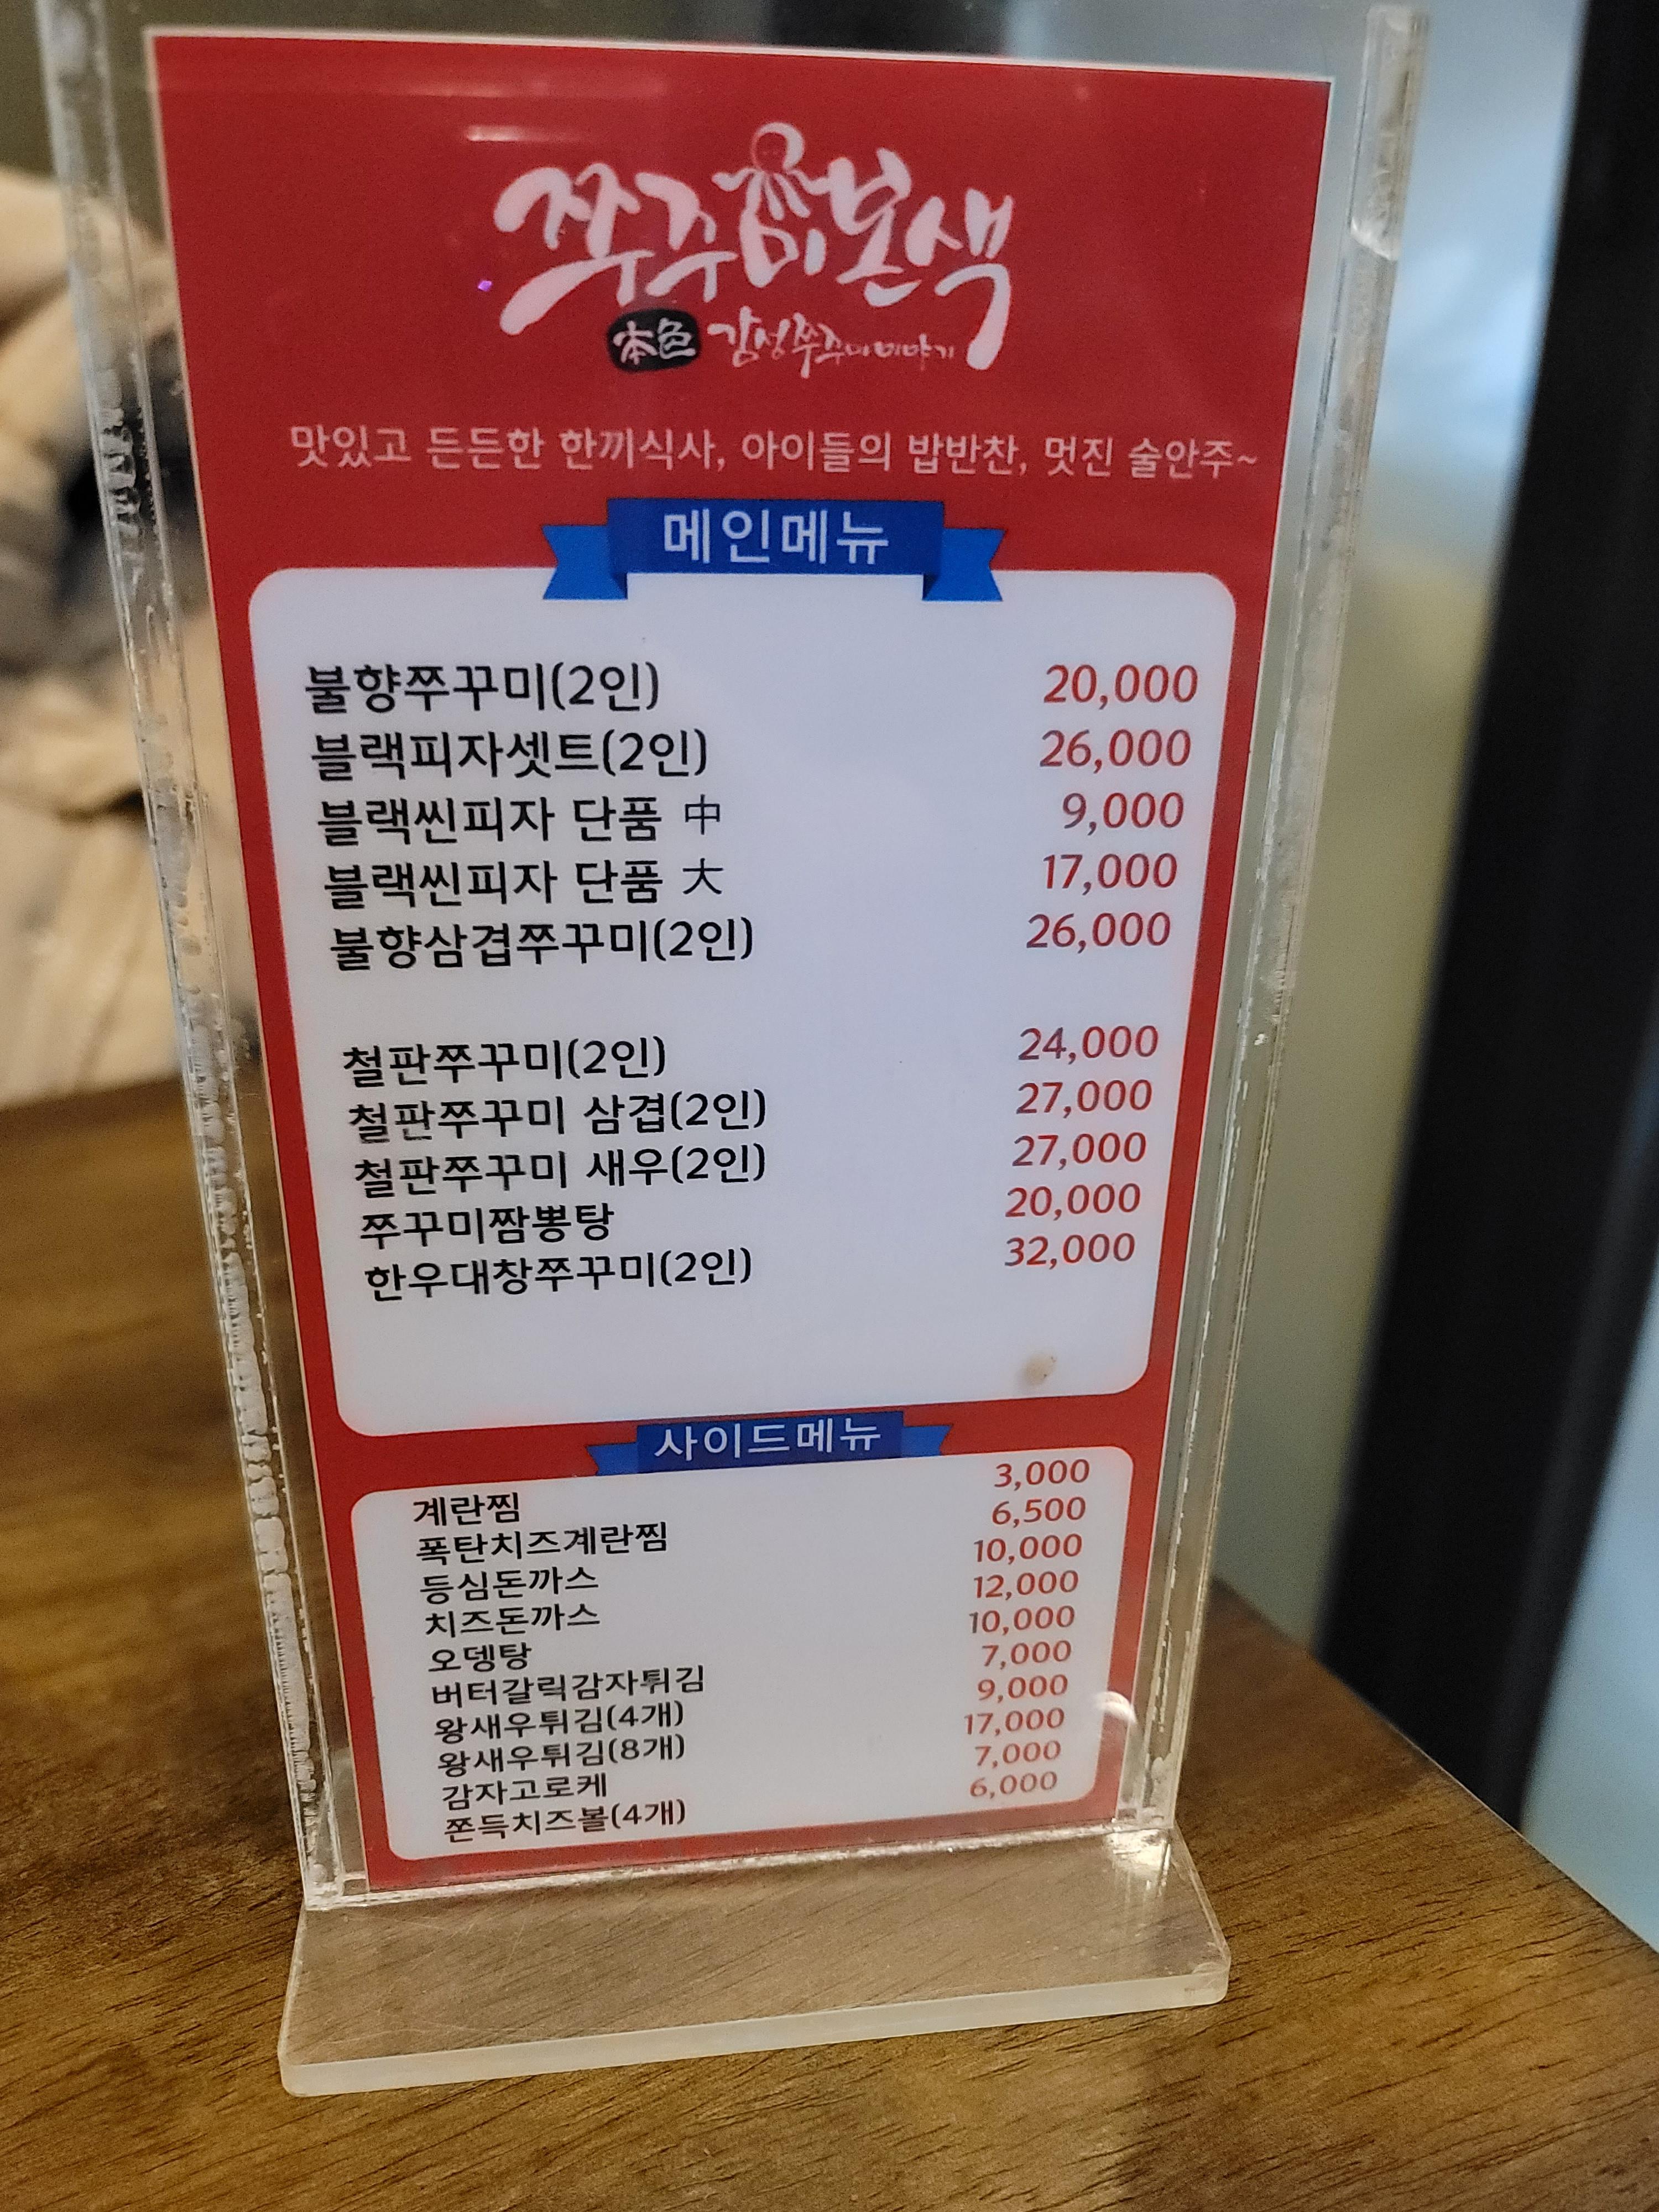 쭈꾸미본색
本色 감성쭈꾸미이야기
맛있고 든든한 한끼식사, 아이들의 밥반찬, 멋진 술안주~
메인메뉴
불향쭈꾸미(2인) 20,000
블랙피자셋트(2인) 26,000
블랙씬피자 단품 中 9,000
블랙씬피자 단품 大 17,000
불향삼겹쭈꾸미(2인) 26,000
철판쭈꾸미(2인) 24,000
철판쭈꾸미 삼겹(2인) 27,000
철판쭈꾸미 새우(2인) 27,000
쭈꾸미짬뽕탕 20,000
한우대창쭈꾸미(2인) 32,000
사이드메뉴
계란찜 3,000
폭탄치즈계란찜 6,500
등심돈까스 10,000
치즈돈까스 12,000
오뎅탕 10,000
버터갈릭감자튀김 7,000
왕새우튀김(4개) 9,000
왕새우튀김(8개) 17,000
감자고로케 7,000
쫀득치즈볼(4개) 6,000